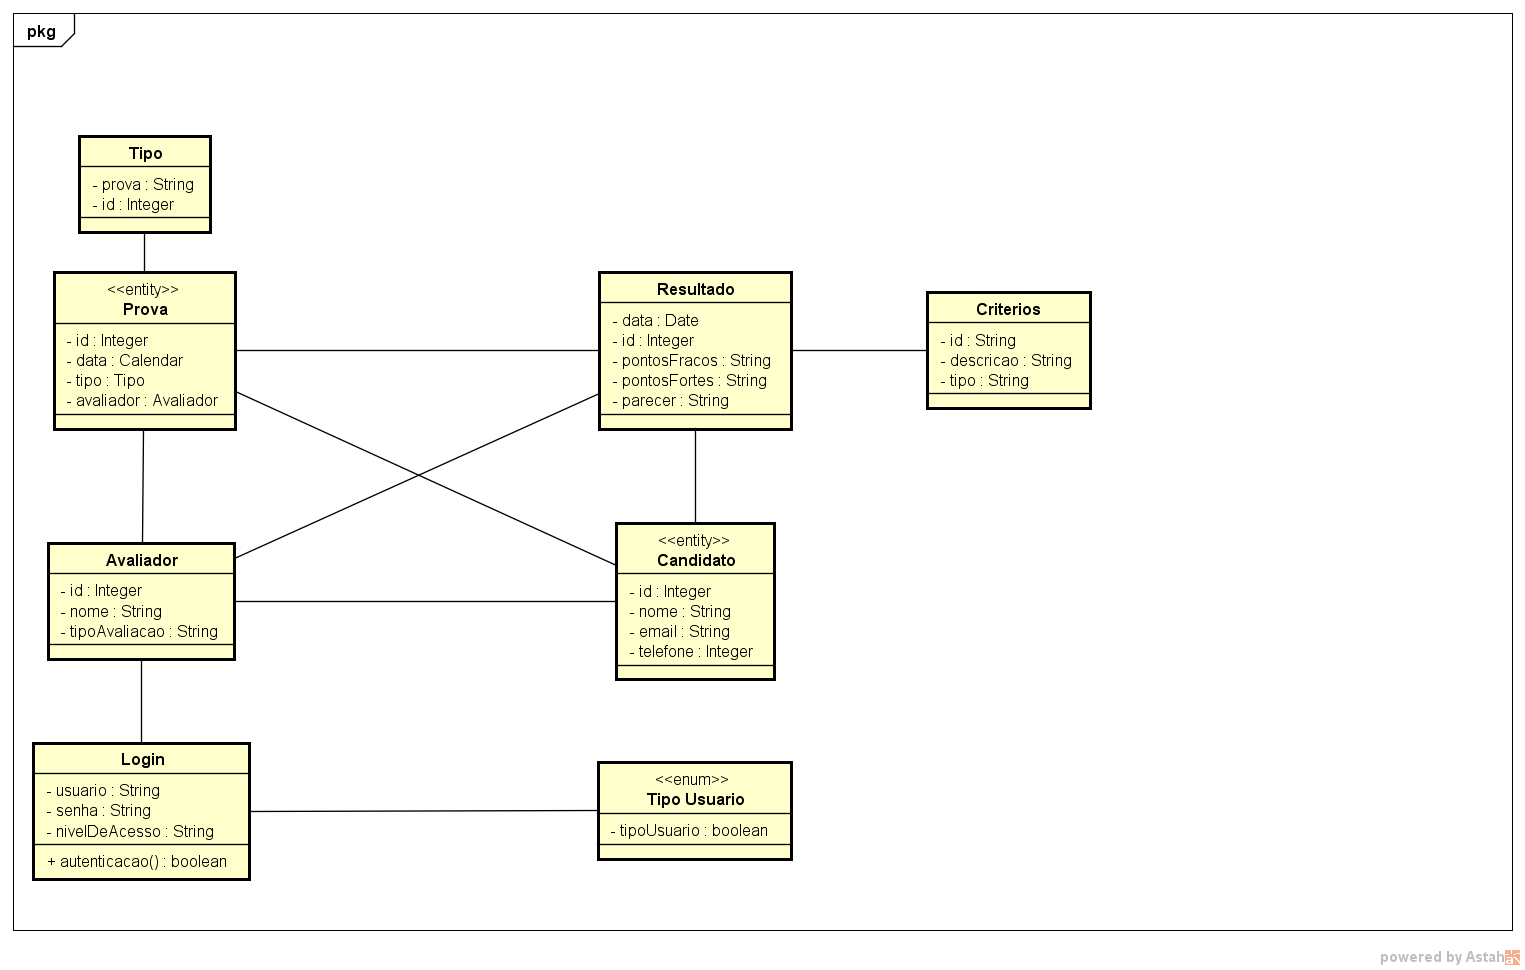 pkg
Tipo
- prova : String
- id : Integer
<<entity>>
Prova
- id : Integer
- data : Calendar
- tipo : Tipo
- avaliador : Avaliador
Resultado
- data : Date
- id : Integer
- pontosFracos : String
- pontosFortes : String
- parecer : String
Criterios
- id : String
- descricao : String
- tipo : String
Avaliador
- id : Integer
- nome : String
- tipoAvaliacao : String
<<entity>>
Candidato
- id : Integer
- nome : String
- email : String
- telefone : Integer
Login
- usuario : String
- senha : String
- nivelDeAcesso : String
+ autenticacao() : boolean
<<enum>>
Tipo Usuario
- tipoUsuario : boolean
powered by Astah